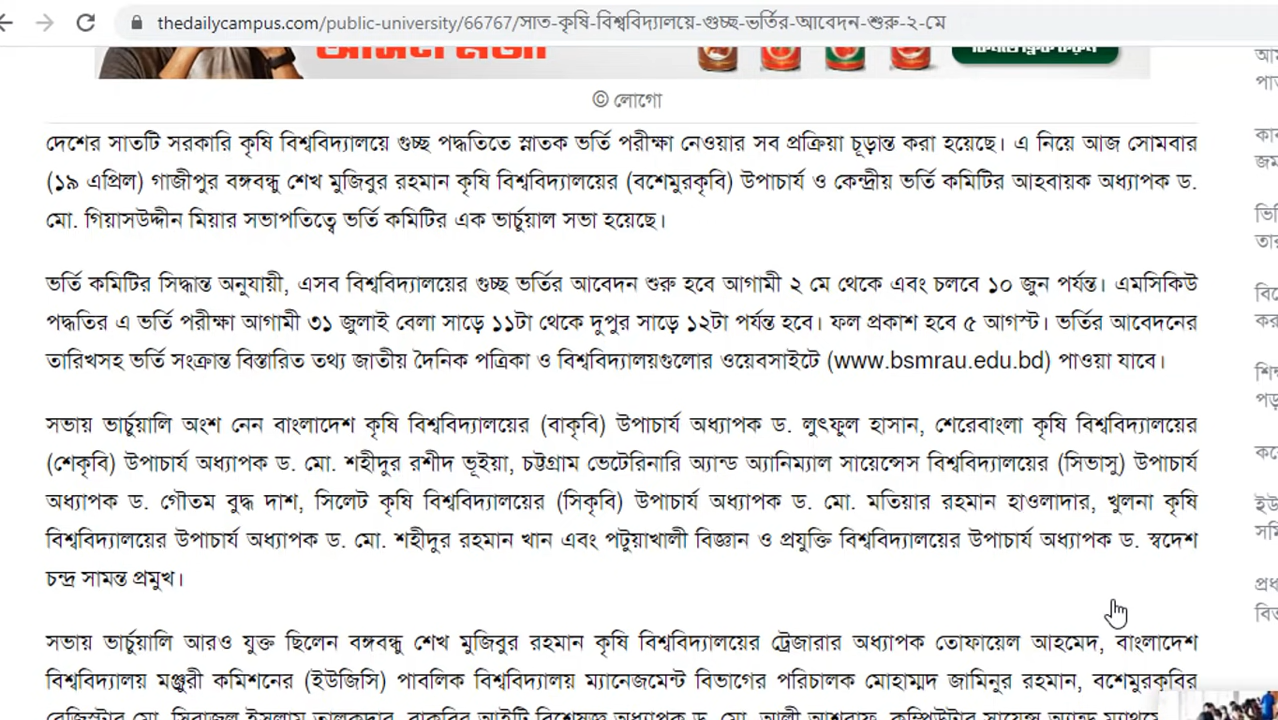 thedailycampus.com/public-university/66767/সাত-কৃষি-বিশ্ববিদ্যালয়ে-গুচ্ছ-ভর্তির-আবেদন-শুরু-২-মে
© লোগো
দেশের সাতটি সরকারি কৃষি বিশ্ববিদ্যালয়ে গুচ্ছ পদ্ধতিতে স্নাতক ভর্তি পরীক্ষা নেওয়ার সব প্রক্রিয়া চূড়ান্ত করা হয়েছে। এ নিয়ে আজ সোমবার
(১৯ এপ্রিল) গাজীপুর বঙ্গবন্ধু শেখ মুজিবুর রহমান কৃষি বিশ্ববিদ্যালয়ের (বশেমুরকৃবি) উপাচার্য ও কেন্দ্রীয় ভর্তি কমিটির আহবায়ক অধ্যাপক ড.
মো. গিয়াসউদ্দীন মিয়ার সভাপতিত্বে ভর্তি কমিটির এক ভার্চুয়াল সভা হয়েছে।
ভর্তি কমিটির সিদ্ধান্ত অনুযায়ী, এসব বিশ্ববিদ্যালয়ের গুচ্ছ ভর্তির আবেদন শুরু হবে আগামী ২ মে থেকে এবং চলবে ১০ জুন পর্যন্ত। এমসিকিউ
পদ্ধতির এ ভর্তি পরীক্ষা আগামী ৩১ জুলাই বেলা সাড়ে ১১টা থেকে দুপুর সাড়ে ১২টা পর্যন্ত হবে। ফল প্রকাশ হবে ৫ আগস্ট। ভর্তির আবেদনের
তারিখসহ ভর্তি সংক্রান্ত বিস্তারিত তথ্য জাতীয় দৈনিক পত্রিকা ও বিশ্ববিদ্যালয়গুলোর ওয়েবসাইটে (www.bsmrau.edu.bd) পাওয়া যাবে।
সভায় ভার্চুয়ালি অংশ নেন বাংলাদেশ কৃষি বিশ্ববিদ্যালয়ের (বাকৃবি) উপাচার্য অধ্যাপক ড. লুৎফুল হাসান, শেরেবাংলা কৃষি বিশ্ববিদ্যালয়ের
(শেকৃবি) উপাচার্য অধ্যাপক ড. মো. শহীদুর রশীদ ভূইয়া, চট্টগ্রাম ভেটেরিনারি অ্যান্ড অ্যানিম্যাল সায়েন্সেস বিশ্ববিদ্যালয়ের (সিভাসু) উপাচার্য
অধ্যাপক ড. গৌতম বুদ্ধ দাশ, সিলেট কৃষি বিশ্ববিদ্যালয়ের (সিকৃবি) উপাচার্য অধ্যাপক ড. মো. মতিয়ার রহমান হাওলাদার, খুলনা কৃষি
বিশ্ববিদ্যালয়ের উপাচার্য অধ্যাপক ড. মো. শহীদুর রহমান খান এবং পটুয়াখালী বিজ্ঞান ও প্রযুক্তি বিশ্ববিদ্যালয়ের উপাচার্য অধ্যাপক ড. স্বদেশ
চন্দ্র সামন্ত প্রমুখ।
সভায় ভার্চুয়ালি আরও যুক্ত ছিলেন বঙ্গবন্ধু শেখ মুজিবুর রহমান কৃষি বিশ্ববিদ্যালয়ের ট্রেজারার অধ্যাপক তোফায়েল আহমেদ, বাংলাদেশ
বিশ্ববিদ্যালয় মঞ্জুরী কমিশনের (ইউজিসি) পাবলিক বিশ্ববিদ্যালয় ম্যানেজমেন্ট বিভাগের পরিচালক মোহাম্মদ জামিনুর রহমান, বশেমুরকৃবির